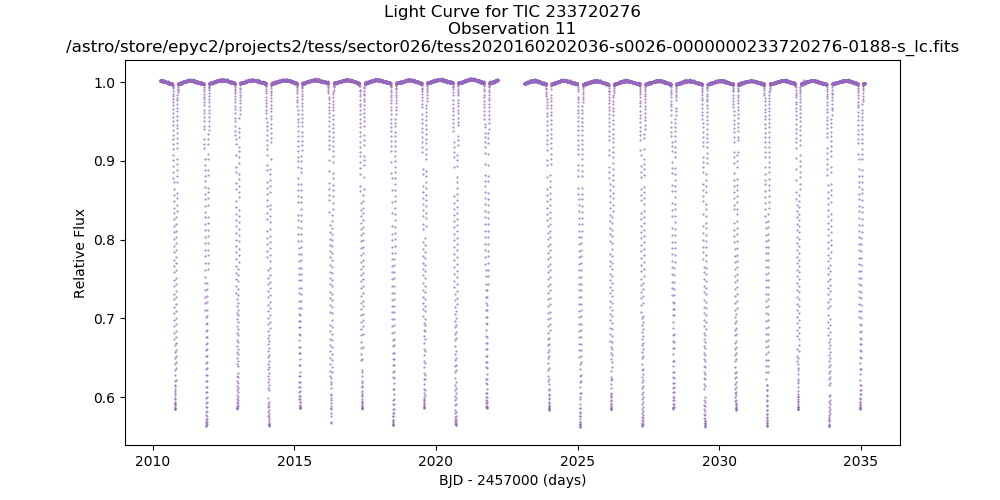 Light Curve for TIC 233720276
Observation 11
/astro/store/epyc2/projects2/tess/sector026/tess2020160202036-s0026-0000000233720276-0188-s_lc.fits
1.0
0.9
0.8
0.7
0.6
Relative Flux
2010
2015
2020
2025
2030
2035
BJD - 2457000 (days)